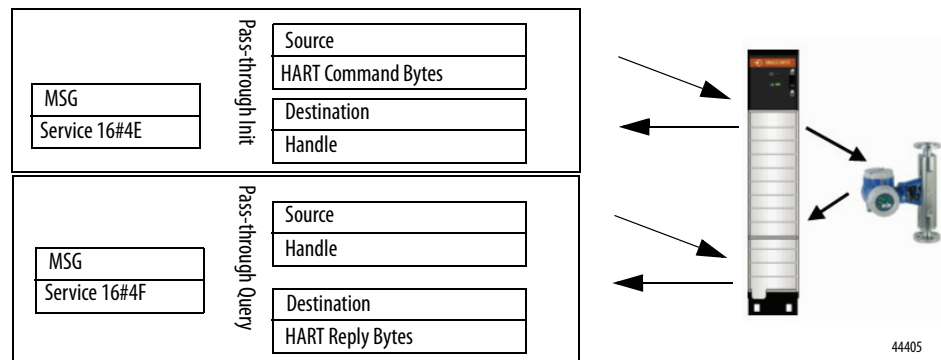 MSG
Service 16#4E
Pass-through Init
Source
HART Command Bytes
Destination
Handle
MSG
Service 16#4F
Pass-through Query
Source
Handle
Destination
HART Reply Bytes
44405